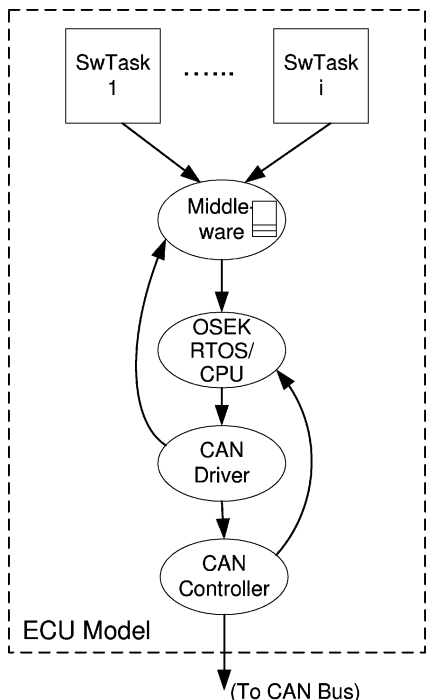 SwTask
1
......
SwTask
i
Middle-
ware
OSEK
RTOS/
CPU
CAN
Driver
CAN
Controller
ECU Model
(To CAN Bus)